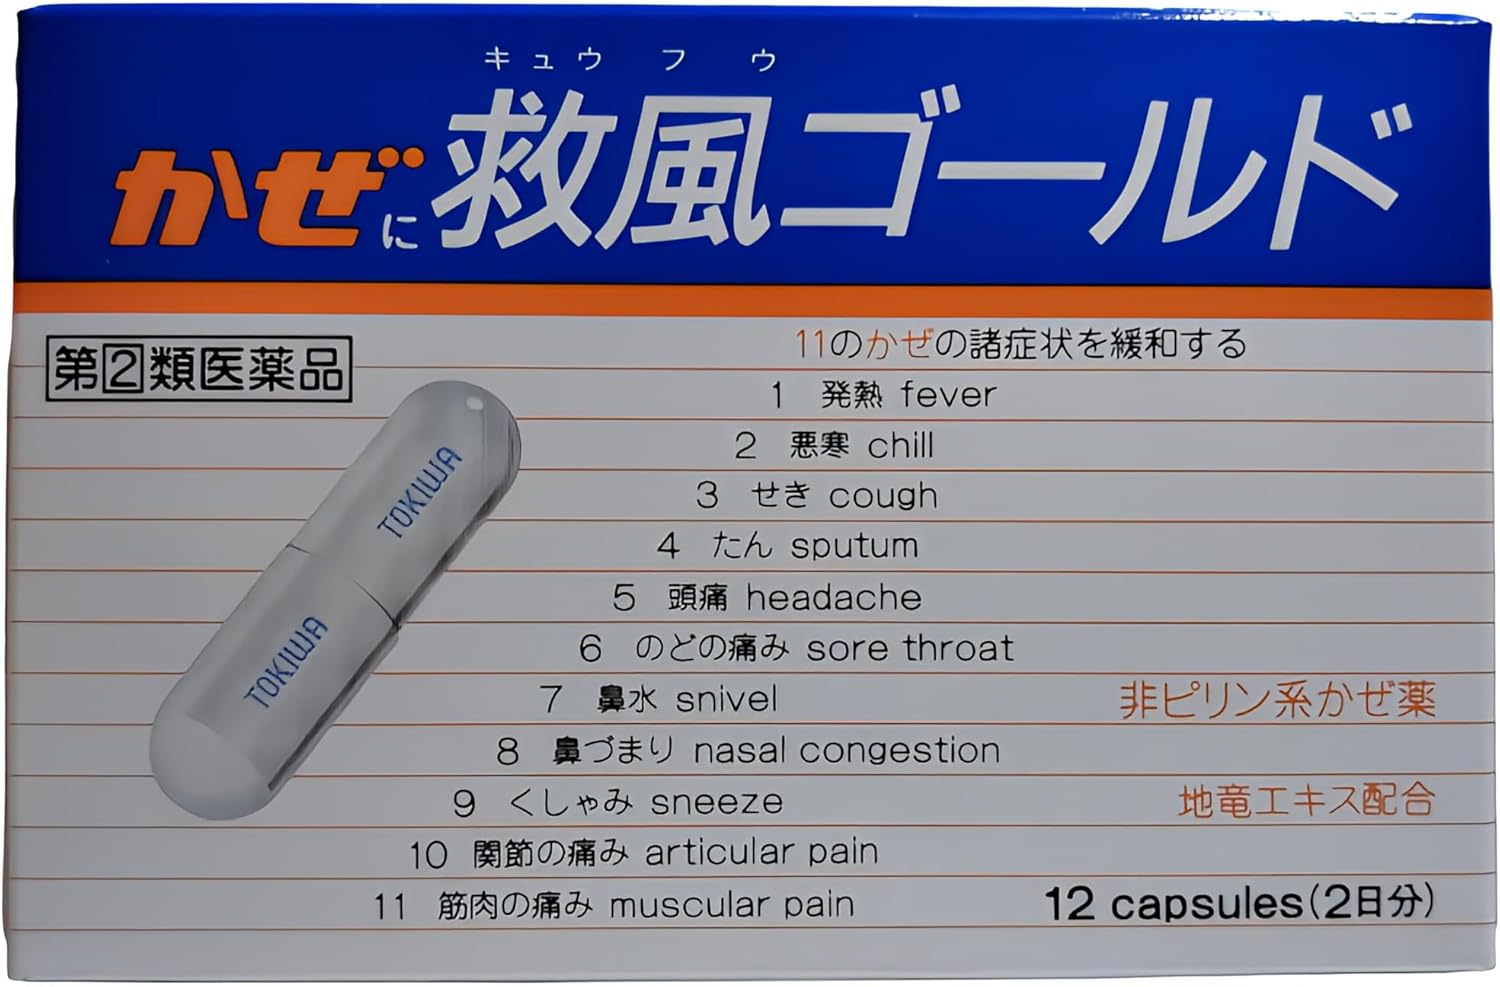 キュウフウ
かぜに救風ゴールド
第②類医薬品
11のかぜの諸症状を緩和する
1 発熱 fever
2 悪寒 chill
3 せき cough
4 たん sputum
5 頭痛 headache
6 のどの痛み sore throat
7 鼻水 snivel
8 鼻づまり nasal congestion
9 くしゃみ sneeze
10 関節の痛み articular pain
11 筋肉の痛み muscular pain
TOKIWA
TOKIWA
非ピリン系かぜ薬
地竜エキス配合
12 capsules(2日分)